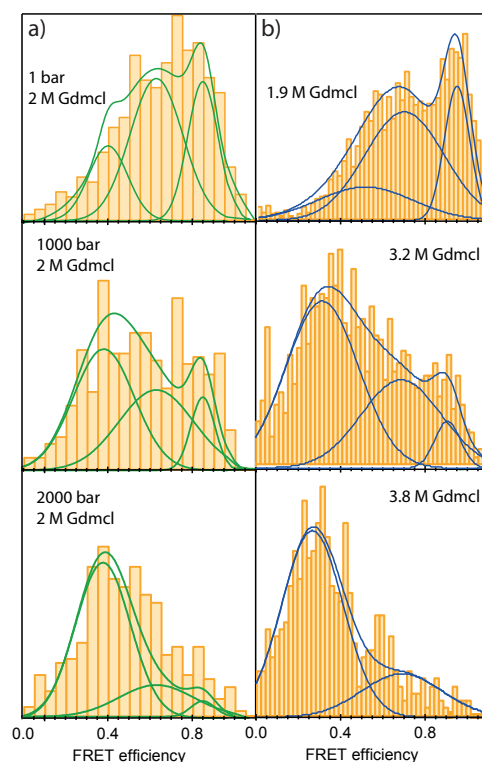 a)
1 bar
2 M Gdmcl
b)
1.9 M Gdmcl
1000 bar
2 M Gdmcl
3.2 M Gdmcl
2000 bar
2 M Gdmcl
3.8 M Gdmcl
0.0 0.4 0.8 0.0 0.4 0.8
FRET efficiency FRET efficiency